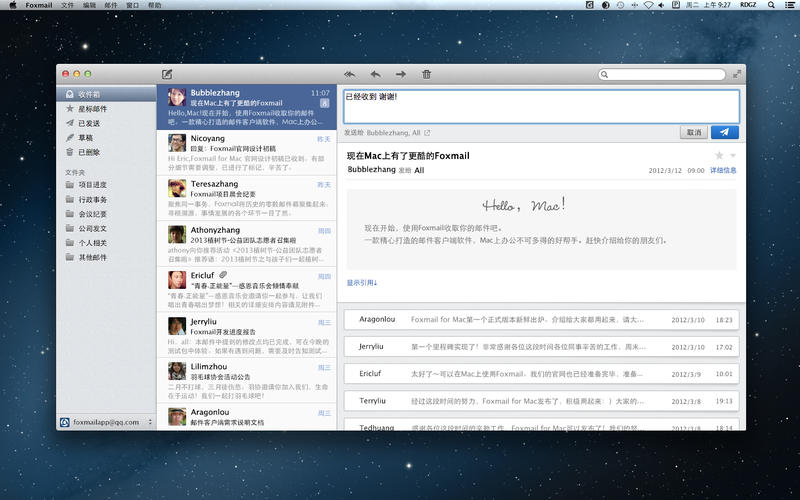 Foxmail 文件 编辑 邮件 窗口 帮助
周二 上午 9:27 RDGZ
收件箱
星标邮件
已发送
草稿
已删除
文件夹
项目进度
行政事务
会议纪要
公司发文
个人相关
其他邮件
foxmailapp@qq.com
Bubblezhang 11:07
现在Mac上有了更酷的Foxmail 8
Hello,Mac!现在开始，使用Foxmail收取你的邮件
吧。一款精心打造的邮件客户端软件，Mac上办公...
Nicoyang 昨天
回复：Foxmail官网设计初稿
Hi Eric,Foxmail for Mac 官网设计初稿已收到，有部
分细节需要调整，已进行了标记，辛苦了。
Teresazhang 昨天
Foxmail项目晨会纪要
聚焦同一事务，Foxmail将历史的零散邮件都聚集起来，
寻根溯源，事情发展的各个环节一目了然。
Athonyzhang 周四
2013植树节-公益团队志愿者召集啦
athony向你推荐活动《2013植树节-公益团队志愿者
召集啦》推荐语：2013植树节之与孩子们一起植树...
Ericluf 周四
“青春.正能量”—感恩音乐会倾情奉献
“青春.正能量”—感恩音乐会邀请你一起参与，让我们
唱出青春唱出梦想！相关的详细安排内容请见附件...
Jerryliu 周三
Foxmail开发进度报告
Hi，all：本邮件中提到的修改点均已完成，可在今晚的
测试包中体验。如果有遇到问题，需要及时告知测试...
Lilimzhou 周三
羽毛球协会活动公告
二月不打球，三月徒伤悲。羽协邀请你加入我们，生命
在于运动！我们一起打羽毛球吧！
Aragonlou 周三
邮件客户端需求说明文档
已经收到 谢谢!
发送给 Bubblezhang, All
取消
现在Mac上有了更酷的Foxmail
Bubblezhang 发给 All 2012/3/12 09:00 详细信息
Hello, Mac!
现在开始，使用Foxmail收取你的邮件吧。
一款精心打造的邮件客户端软件，Mac上办公不可多得的好帮手。赶快介绍给你的朋友们。
显示引用↓
Aragonlou Foxmail for Mac第一个正式版本新鲜出炉，介绍给大家都用起来，请大... 2012/3/10 18:23
Jerryliu 第一个里程碑实现了！非常感谢各位这段时间各位同事辛苦的工作，周末... 2012/3/10 17:02
Ericluf 太好了～可以在Mac上使用Foxmail，我们的官网也已经准备完毕，准备... 2012/3/9 10:01
Terryliu 经过这段时间的努力，Foxmail for Mac发布了，积极用起来：）大家的... 2012/3/8 19:13
Tedhuang 感谢各位这段时间的辛勤工作，Foxmail for Mac可以发布了！我们的努... 2012/3/8 18:14